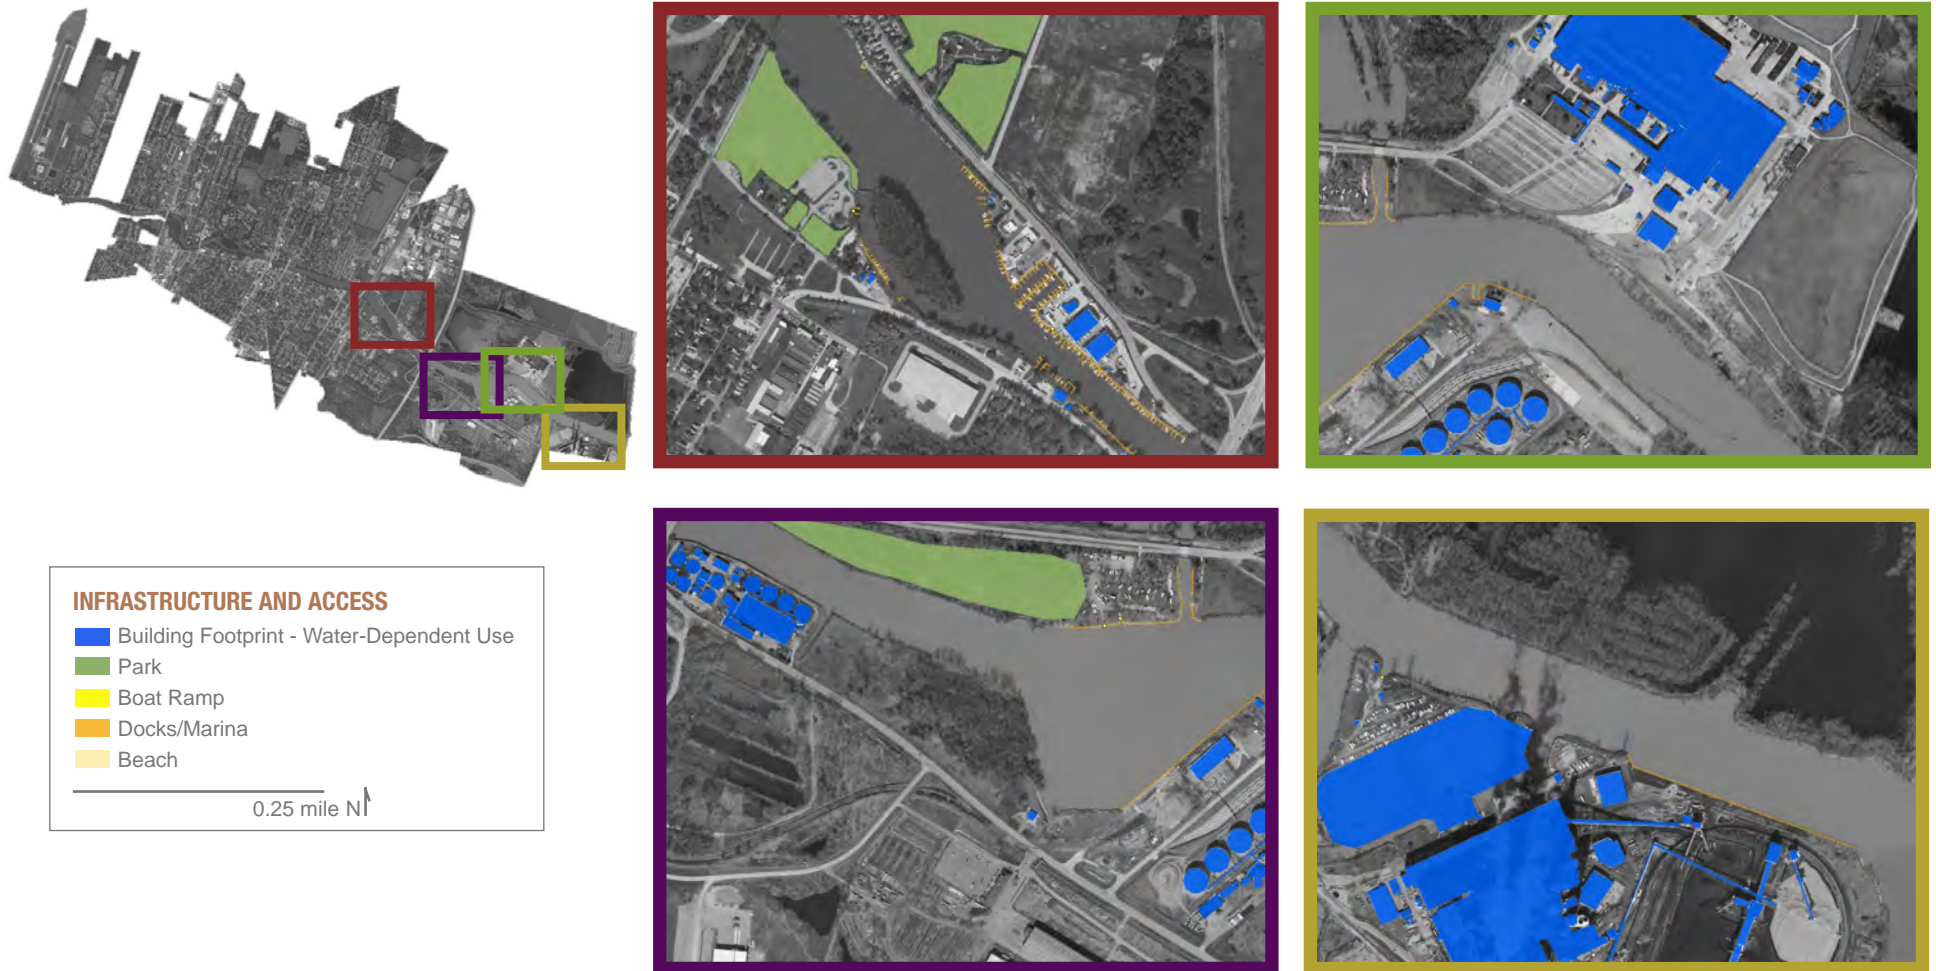 INFRASTRUCTURE AND ACCESS
Building Footprint - Water-Dependent Use
Park
Boat Ramp
Docks/Marina
Beach
0.25 mile N